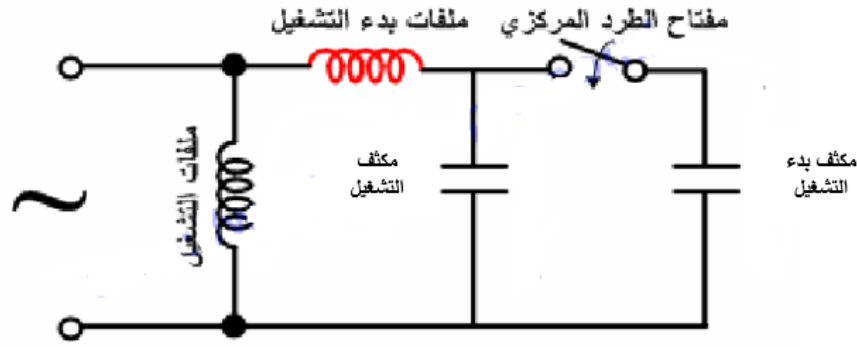 ملفات بدء التشغيل
مفتاح الطرد المركزي
ملفات التشغيل
مكثف
التشغيل
مكثف بدء
التشغيل
~